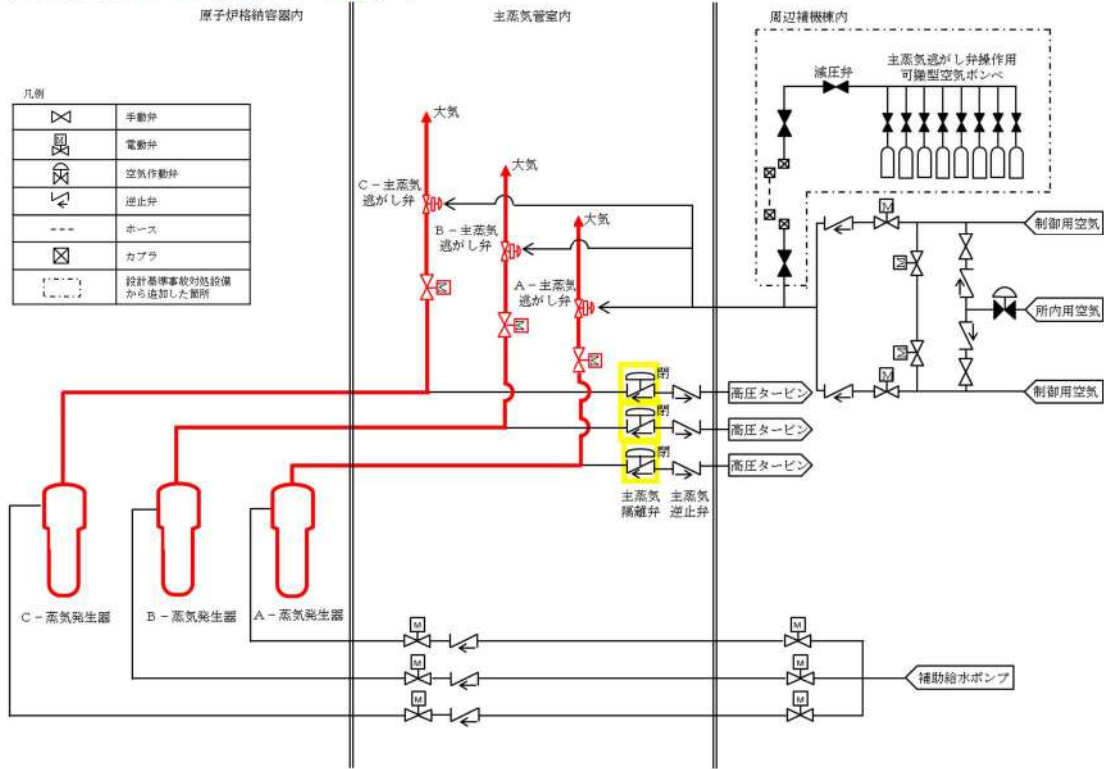 原子炉格納容器内
主蒸気管室内
周辺補機棟内
凡例
手動弁
M
電動弁
空気作動弁
逆止弁
ホース
カプラ
設計基準事故対処設備
から追加した箇所
減圧弁
主蒸気逃がし弁操作用
可搬型空気ボンベ
大気
大気
大気
C-主蒸気
逃がし弁
B-主蒸気
逃がし弁
A-主蒸気
逃がし弁
M
M
M
M
M
M
M
制御用空気
所内用空気
制御用空気
閉
高圧タービン
閉
高圧タービン
閉
高圧タービン
主蒸気
隔離弁
主蒸気
逆止弁
C-蒸気発生器
B-蒸気発生器
A-蒸気発生器
M
M
M
M
M
M
補助給水ポンプ